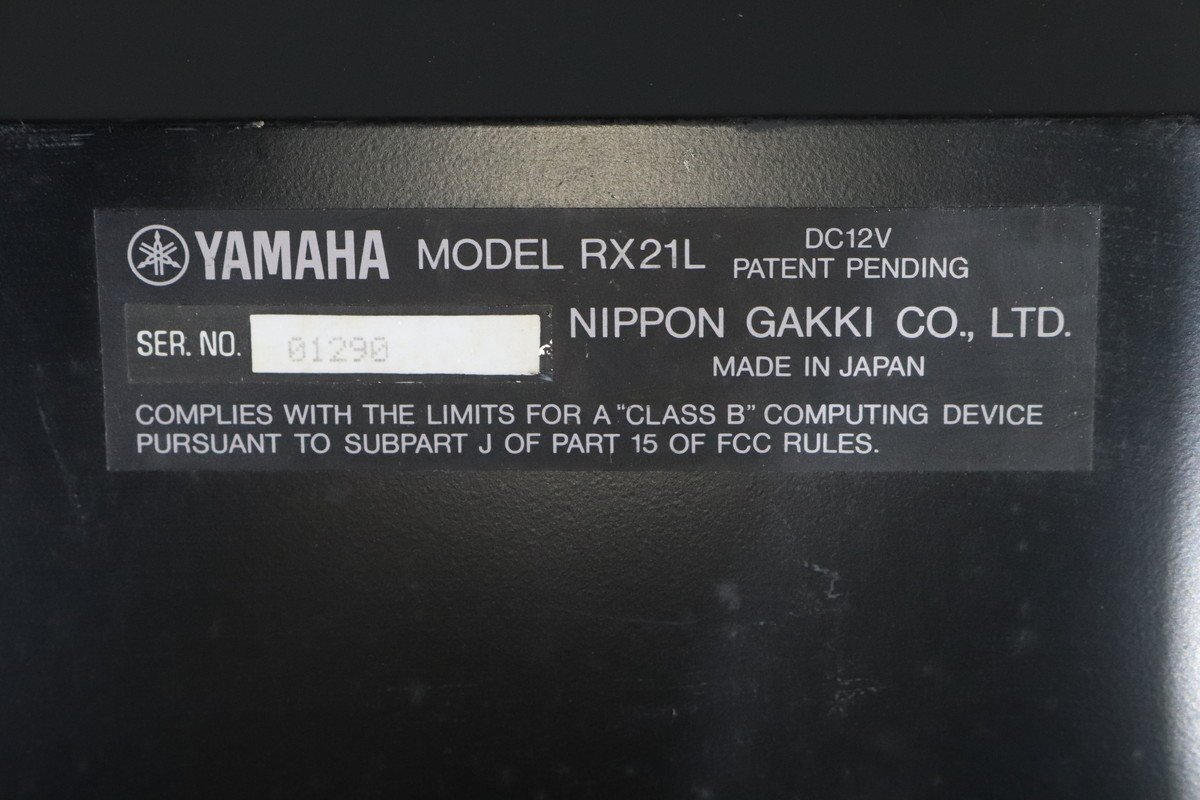 YAMAHA MODEL RX21L DC12V
PATENT PENDING
SER. NO. 01290
NIPPON GAKKI CO., LTD.
MADE IN JAPAN
COMPLIES WITH THE LIMITS FOR A “CLASS B” COMPUTING DEVICE
PURSUANT TO SUBPART J OF PART 15 OF FCC RULES.